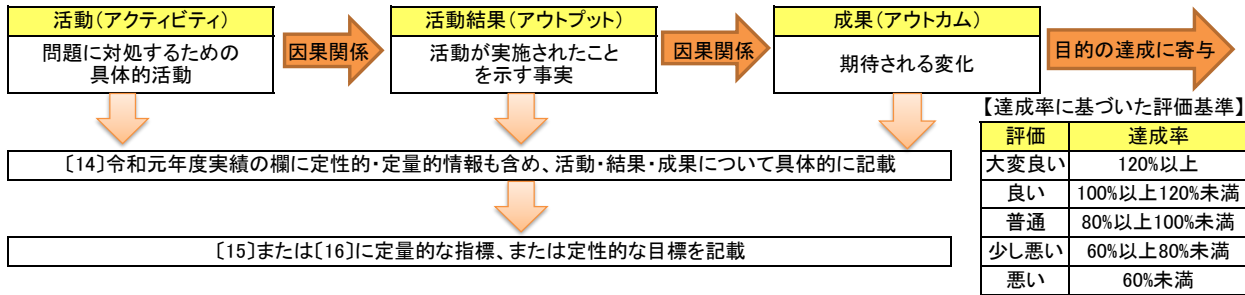 活動(アクティビティ)
問題に対処するための
具体的活動
因果関係
活動結果(アウトプット)
活動が実施されたこと
を示す事実
因果関係
成果(アウトカム)
期待される変化
目的の達成に寄与
〔14〕令和元年度実績の欄に定性的・定量的情報も含め、活動・結果・成果について具体的に記載
〔15〕または〔16〕に定量的な指標、または定性的な目標を記載
【達成率に基づいた評価基準】
評価 達成率
大変良い 120%以上
良い 100%以上120%未満
普通 80%以上100%未満
少し悪い 60%以上80%未満
悪い 60%未満